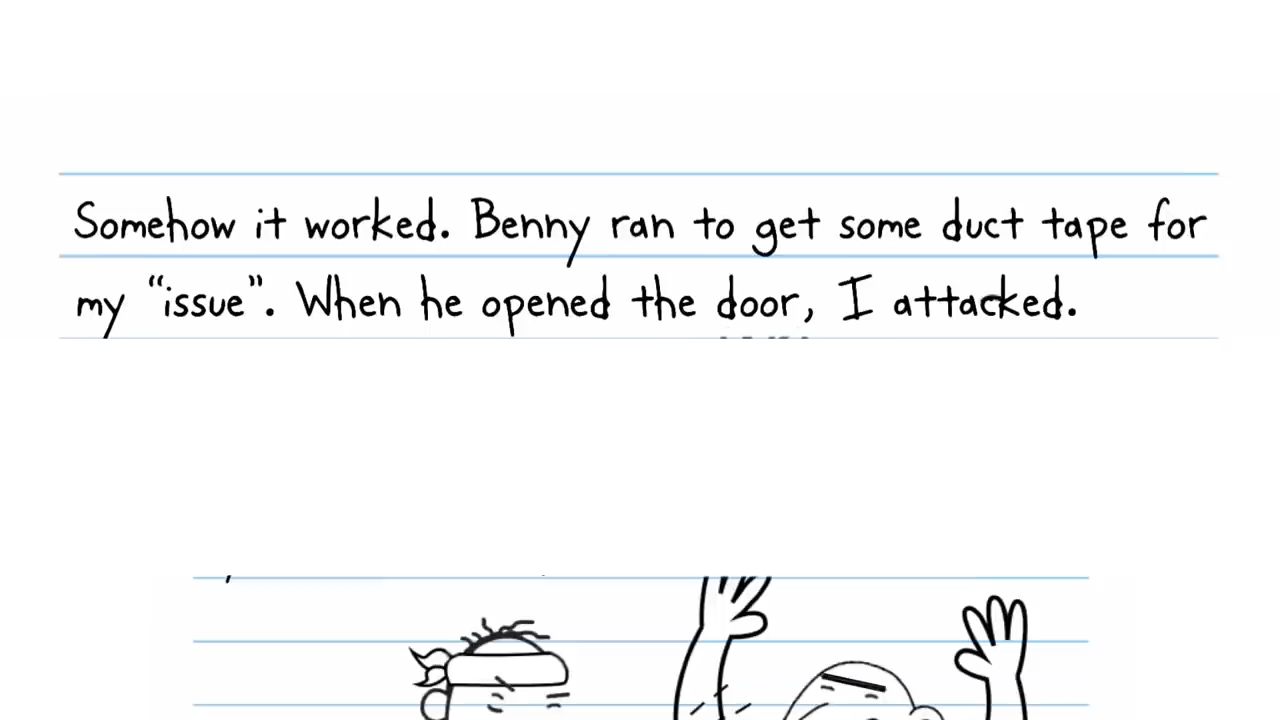 Somehow it worked. Benny ran to get some duct tape for
my “issue”. When he opened the door, I attacked.